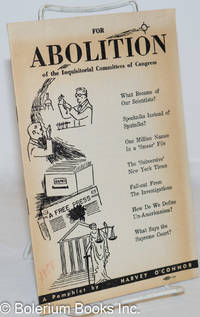 FOR
ABOLITION
of the Inquisitorial Committees of Congress
What Became of
Our Scientists?
Spooksniks Instead of
Sputniks?
One Million Names
In a 'Smear' File
The 'Subversive'
New York Times
Fall-out From
The Investigations
How Do We Define
Un-Americanism?
What Says the
Supreme Court?
A FREE PRESS
A Pamphlet by HARVEY O'CONNOR
© Bolerium Books Inc.